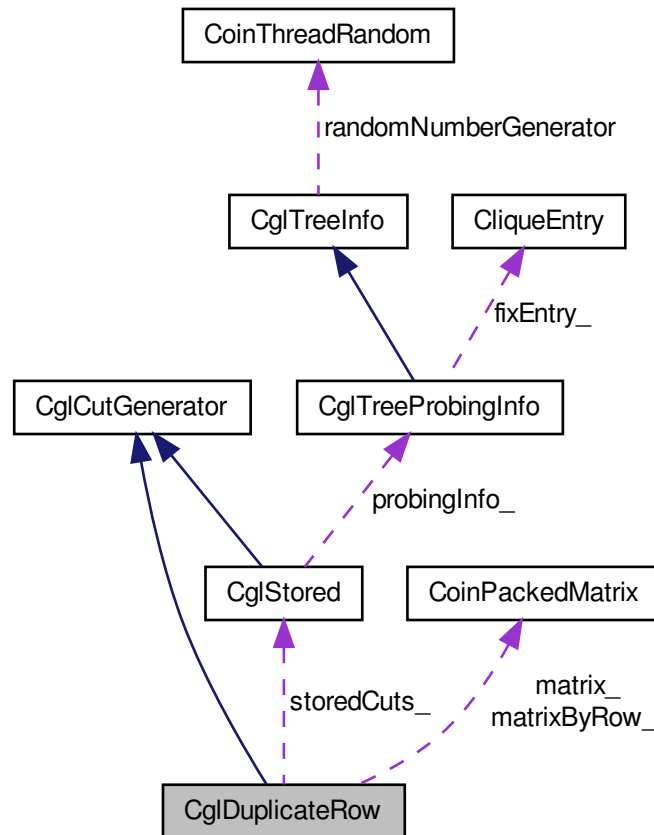 CoinThreadRandom
randomNumberGenerator
CglTreeInfo
CliqueEntry
fixEntry_
CglCutGenerator
CglTreeProbingInfo
probingInfo_
CglStored
CoinPackedMatrix
storedCuts_
matrix_
matrixByRow_
CglDuplicateRow